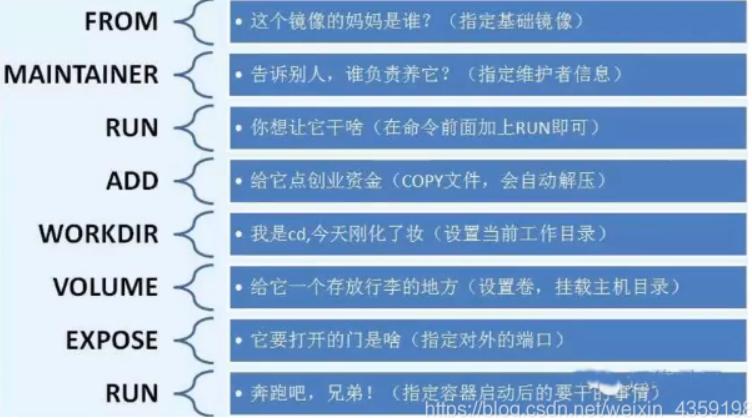 FROM
• 这个镜像的妈妈是谁？（指定基础镜像）
MAINTAINER
• 告诉别人，谁负责养它？（指定维护者信息）
RUN
• 你想让它干啥（在命令前面加上RUN即可）
ADD
• 给它点创业资金（COPY文件，会自动解压）
WORKDIR
• 我是cd,今天刚化了妆（设置当前工作目录）
VOLUME
• 给它一个存放行李的地方（设置卷，挂载主机目录）
EXPOSE
• 它要打开的门是啥（指定对外的端口）
RUN
• 奔跑吧，兄弟！（指定容器启动后的要干的事情）
https://blog.csdn.net/weixin_4359198